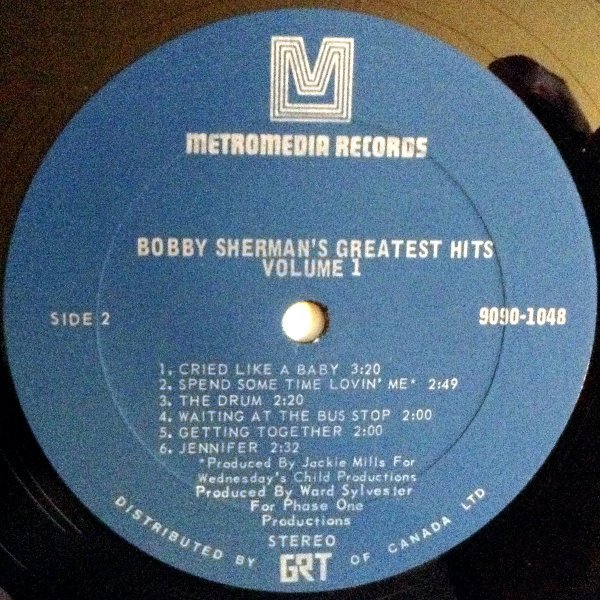 M
METROMEDIA RECORDS
BOBBY SHERMAN'S GREATEST HITS
VOLUME 1
SIDE 2
9090-1048
1. CRIED LIKE A BABY 3:20
2. SPEND SOME TIME LOVIN' ME* 2:49
3. THE DRUM 2:20
4. WAITING AT THE BUS STOP 2:00
5. GETTING TOGETHER 2:00
6. JENNIFER 2:32
*Produced By Jackie Mills For
Wednesday's Child Productions
Produced By Ward Sylvester
For Phase One
Productions
STEREO
DISTRIBUTED BY GRT OF CANADA LTD